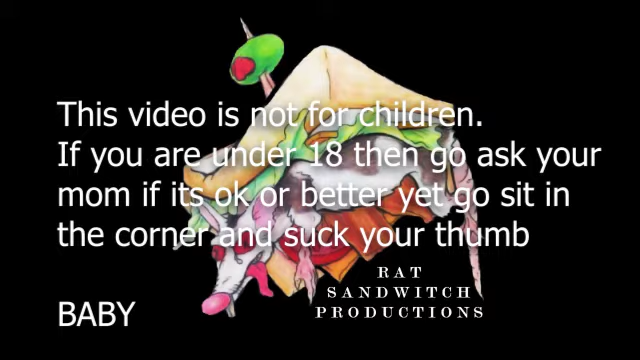 This video is not for children.
If you are under 18 then go ask your
mom if its ok or better yet go sit in
the corner and suck your thumb
BABY
RAT
SANDWITCH
PRODUCTIONS